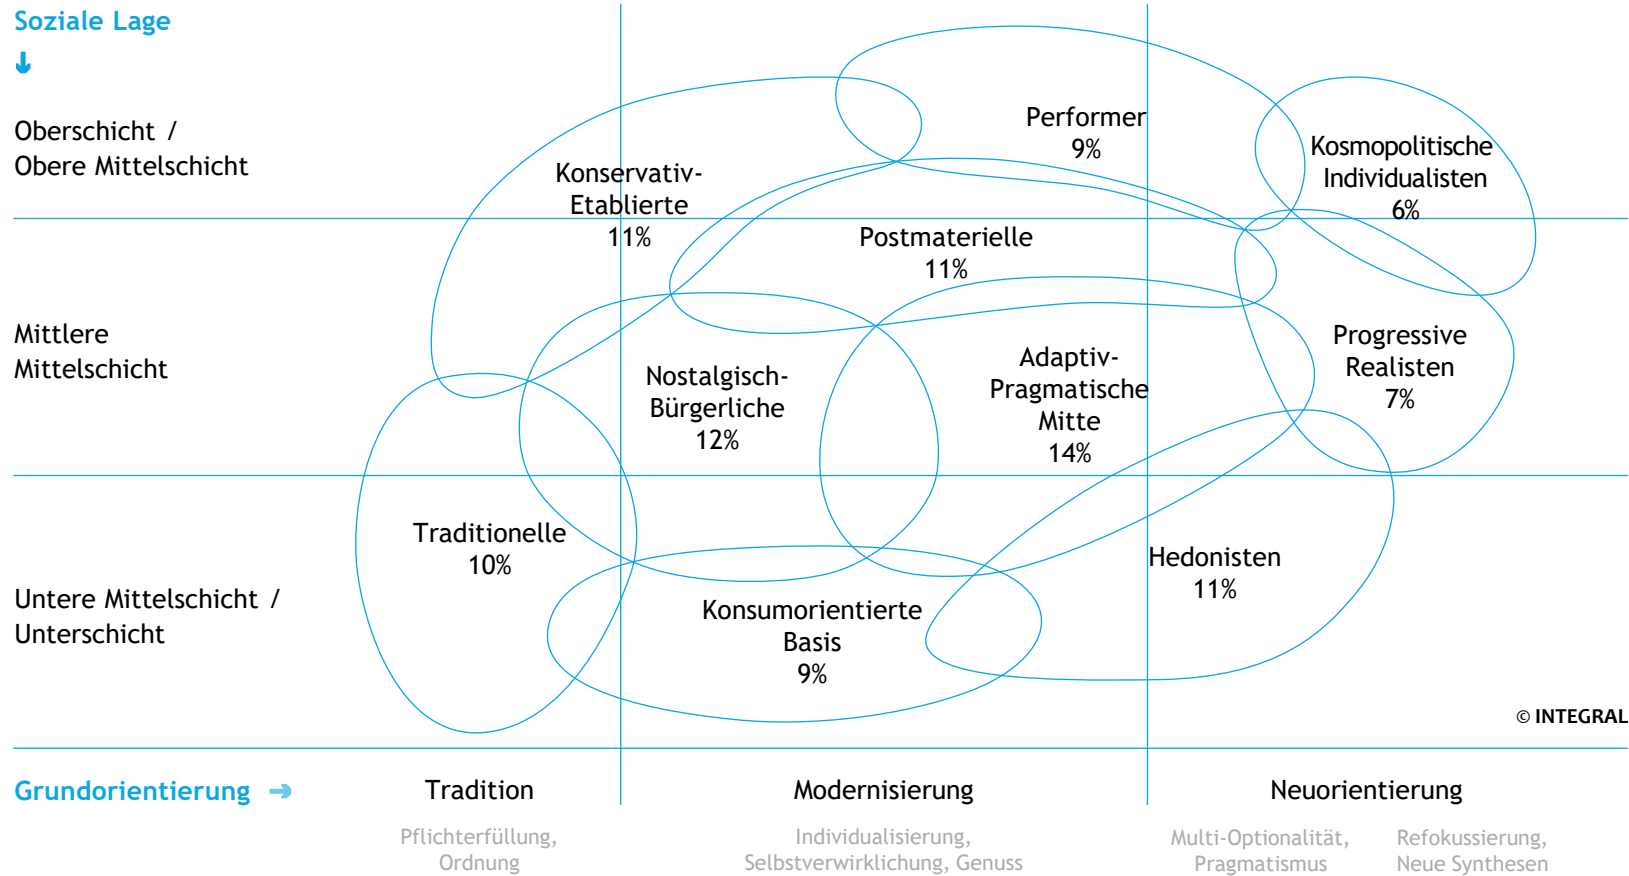 Soziale Lage
Oberschicht /
Obere Mittelschicht
Performer
9%
Kosmopolitische
Individualisten
6%
Konservativ-
Etablierte
11%
Postmaterielle
11%
Mittlere
Mittelschicht
Nostalgisch-
Bürgerliche
12%
Adaptiv-
Pragmatische
Mitte
14%
Progressive
Realisten
7%
Traditionelle
10%
Hedonisten
11%
Untere Mittelschicht /
Unterschicht
Konsumorientierte
Basis
9%
© INTEGRAL
Grundorientierung
Tradition
Modernisierung
Neuorientierung
Pflichterfüllung,
Ordnung
Individualisierung,
Selbstverwirklichung, Genuss
Multi-Optionalität,
Pragmatismus
Refokussierung,
Neue Synthesen